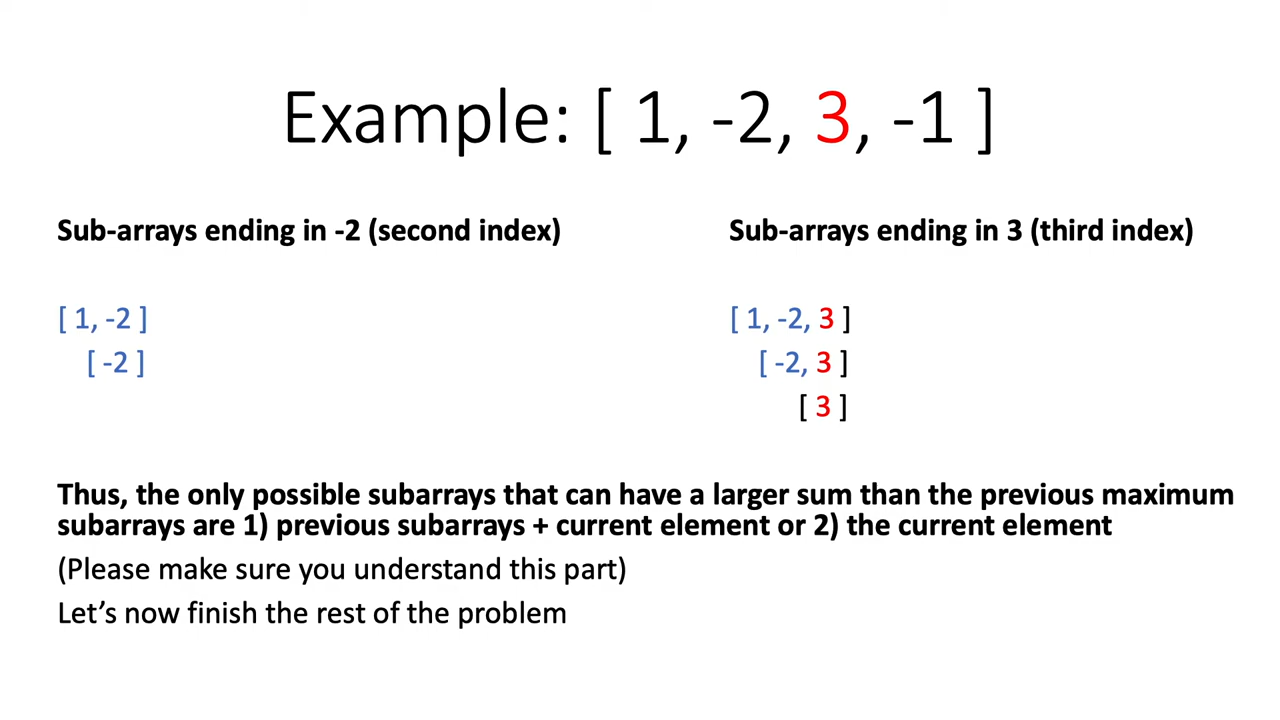 Example: [ 1, -2, 3, -1 ]
Sub-arrays ending in -2 (second index)
[ 1, -2 ]
[ -2 ]
Sub-arrays ending in 3 (third index)
[ 1, -2, 3 ]
[ -2, 3 ]
[ 3 ]
Thus, the only possible subarrays that can have a larger sum than the previous maximum
subarrays are 1) previous subarrays + current element or 2) the current element
(Please make sure you understand this part)
Let’s now finish the rest of the problem